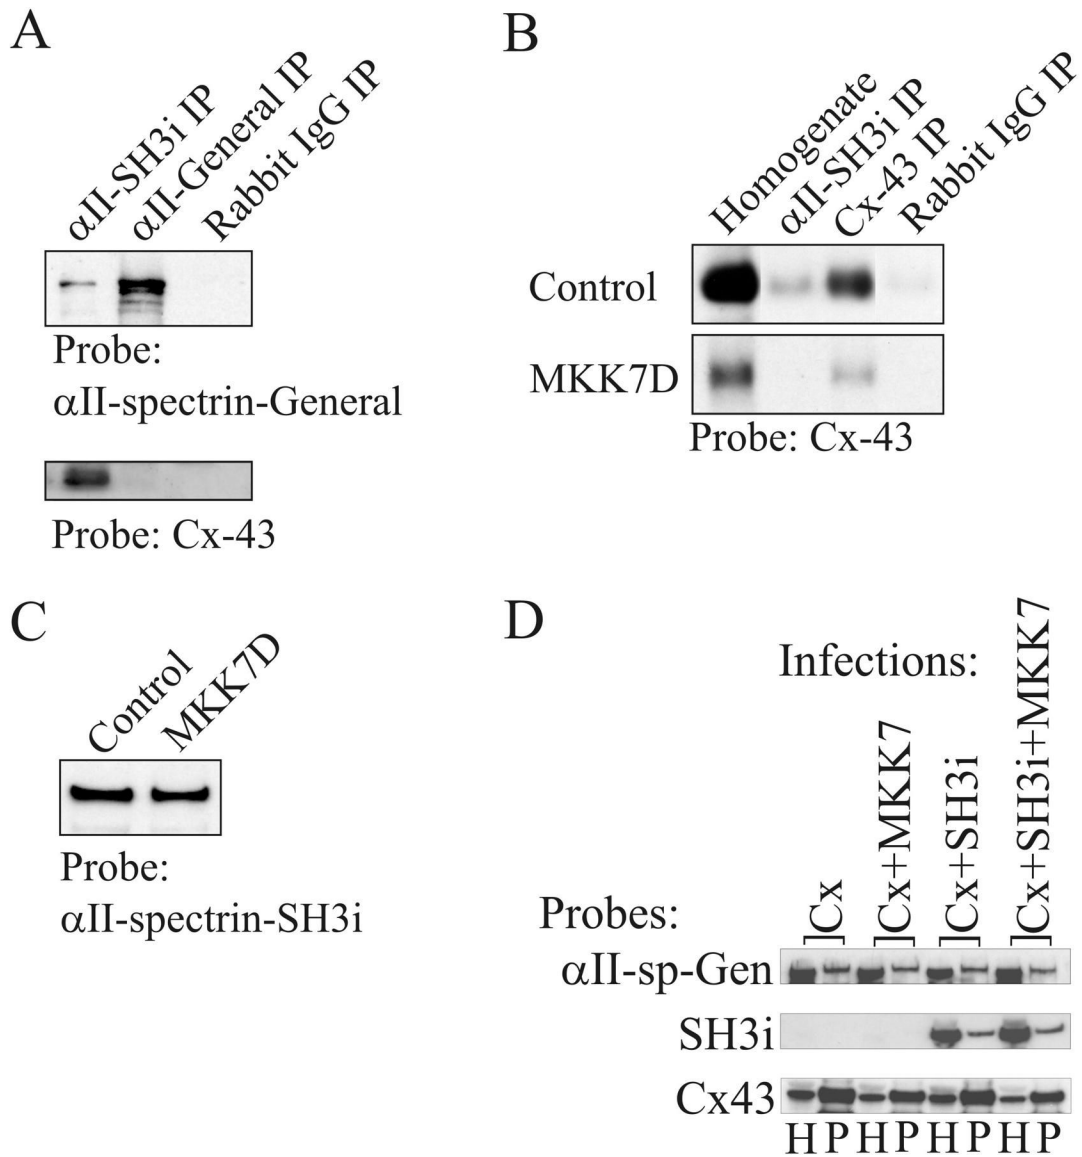 A
αII-SH3i IP
αII-General IP
Rabbit IgG IP
Probe:
αII-spectrin-General
Probe: Cx-43
B
Homogenate
αII-SH3i IP
Cx-43 IP
Rabbit IgG IP
Control
MKK7D
Probe: Cx-43
C
Control
MKK7D
Probe:
αII-spectrin-SH3i
D
Infections:
]Cx
]Cx+MKK7
]Cx+SH3i
]Cx+SH3i+MKK7
Probes:
αII-sp-Gen
SH3i
Cx43
H P H P H P H P